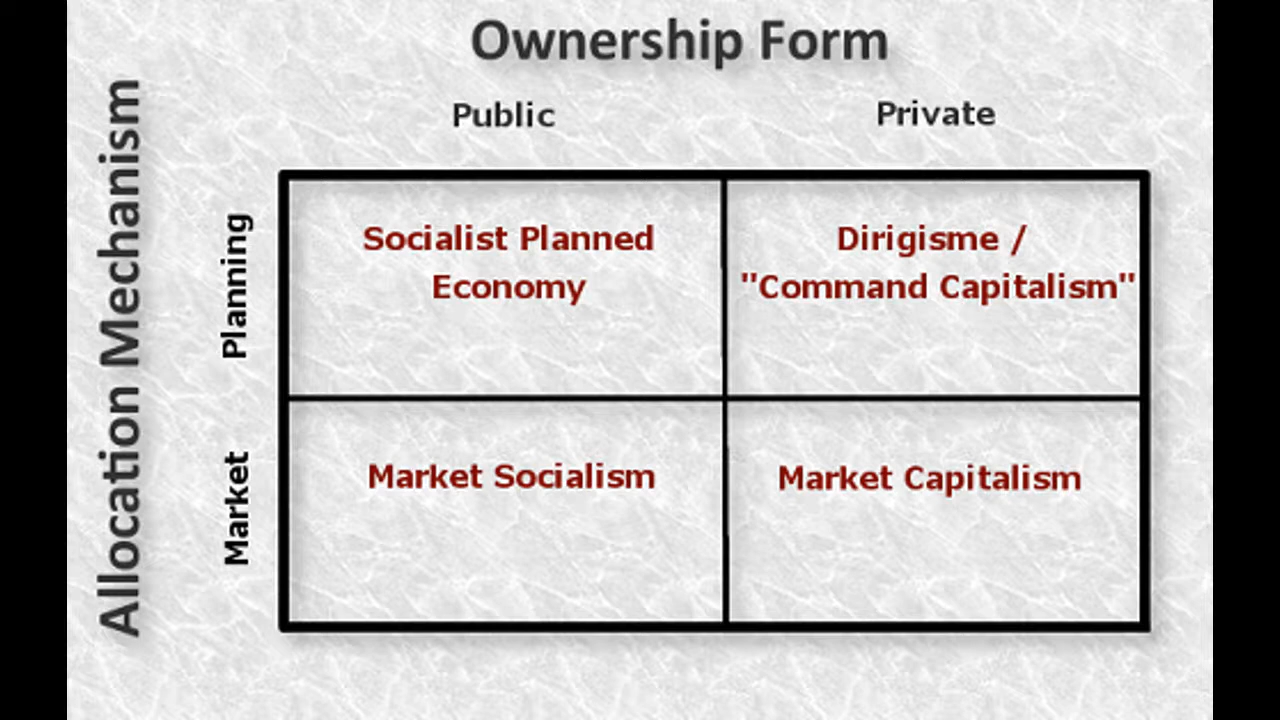 Ownership Form
Public
Private
Allocation Mechanism
Planning
Socialist Planned
Economy
Dirigisme /
"Command Capitalism"
Market
Market Socialism
Market Capitalism